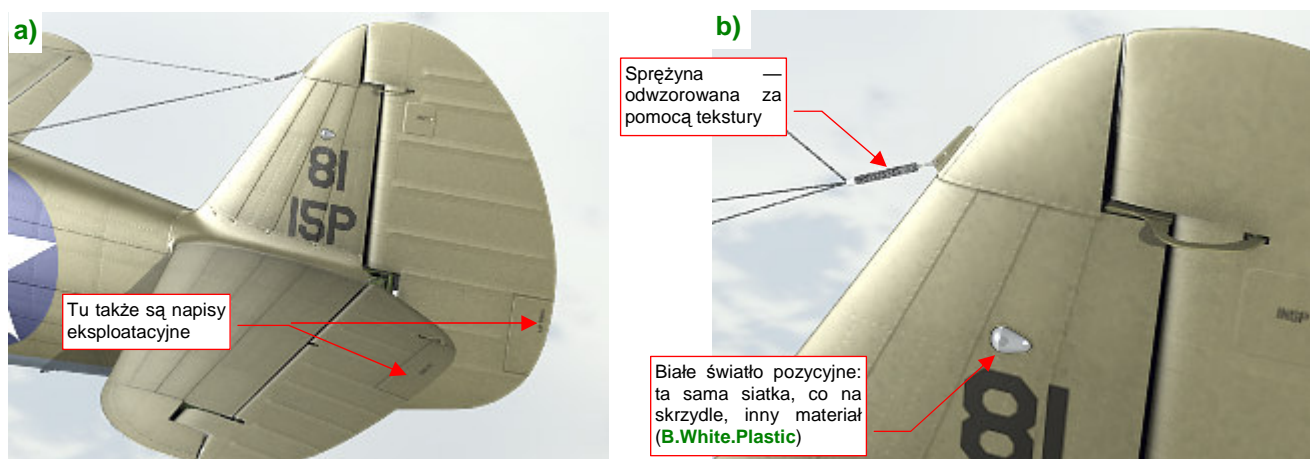 a)
81
15P
Tu także są napisy
eksploatacyjne
b)
Sprężyna —
odwzorowana za
pomocą tekstury
INSP
Białe światło pozycyjne:
ta sama siatka, co na
skrzydle, inny materiał
(B.White.Plastic)
81